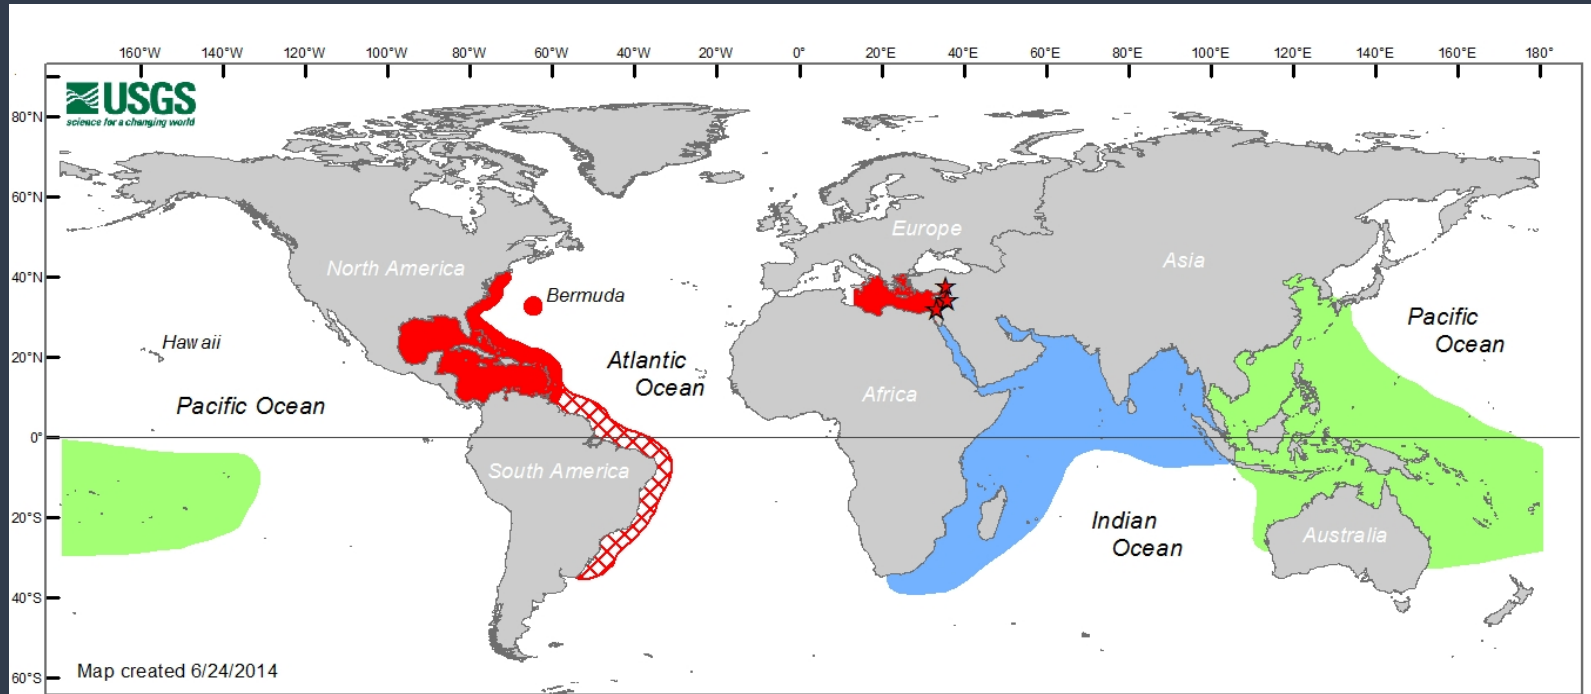 160°W 140°W 120°W 100°W 80°W 60°W 40°W 20°W 0° 20°E 40°E 60°E 80°E 100°E 120°E 140°E 160°E 180°
USGS
science for a changing world
80°N
60°N
Europe
North America
Asia
40°N
Bermuda
Hawaii
Pacific
Ocean
20°N
Atlantic
Ocean
Pacific Ocean
Africa
0°
South America
20°S
Indian
Ocean
Australia
40°S
Map created 6/24/2014
60°S